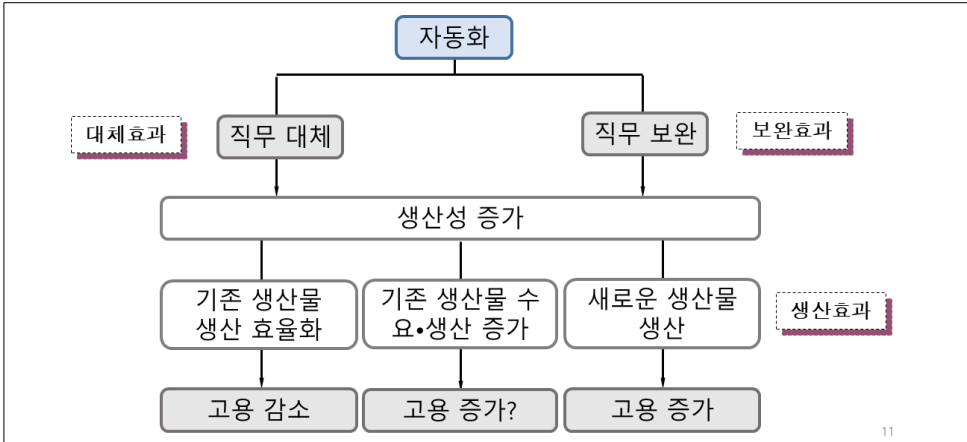 자동화
대체효과
직무 대체
직무 보완
보완효과
생산성 증가
기존 생산물
생산 효율화
기존 생산물 수
요•생산 증가
새로운 생산물
생산
생산효과
고용 감소
고용 증가?
고용 증가
11